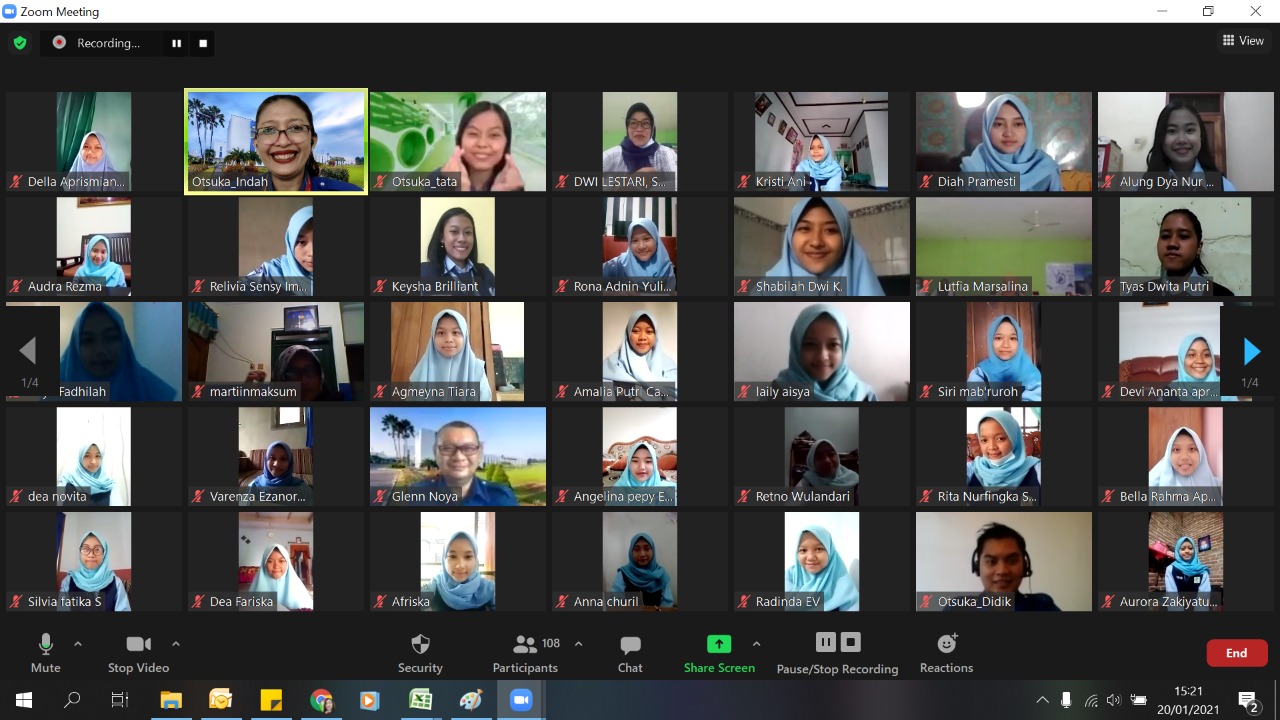 Zoom Meeting
Recording...
View
Della Aprismian...
Otsuka_Indah
Otsuka_tata
DWI LESTARI, S...
Kristi Ani
Diah Pramesti
Alung Dya Nur ...
Audra Rezma
Relivia Sensy Im...
Keysha Brilliant
Rona Adnin Yuli...
Shabilah Dwi K.
Lutfia Marsalina
Tyas Dwita Putri
1/4
Fadhilah
martiinmaksum
Agmeyna Tiara
Amalia Putri Ca...
laily aisya
Siri mab'ruroh
Devi Ananta apr...
1/4
dea novita
Varenza Ezanor...
Glenn Noya
Angelina pepy E...
Retno Wulandari
Rita Nurfingka S...
Bella Rahma Ap...
Silvia fatika S
Dea Fariska
Afriska
Anna churil
Radinda EV
Otsuka_Didik
Aurora Zakiyatu...
Mute
Stop Video
Security
108
Participants
Chat
Share Screen
Pause/Stop Recording
Reactions
End
15:21
20/01/2021
2